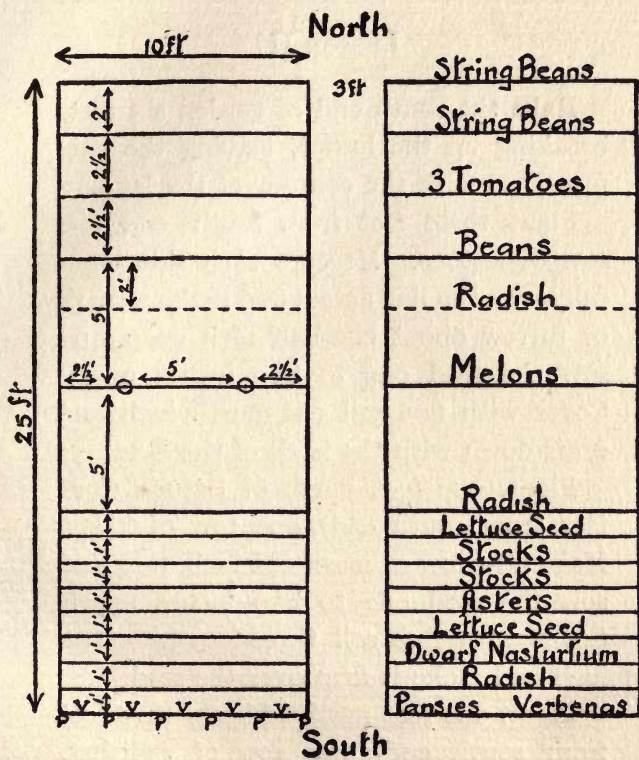 North
10 ft
3 ft
String Beans
2'
String Beans
2½'
3 Tomatoes
2½'
Beans
2'
Radish
5
2½' 5' 2½'
Melons
25 ft
5'
Radish
Lettuce Seed
1'
Stocks
1'
Stocks
1'
Asters
1'
Lettuce Seed
1'
Dwarf Nasturtium
1'
Radish
1'
Pansies Verbenas
P V P V P V P V P V P
South